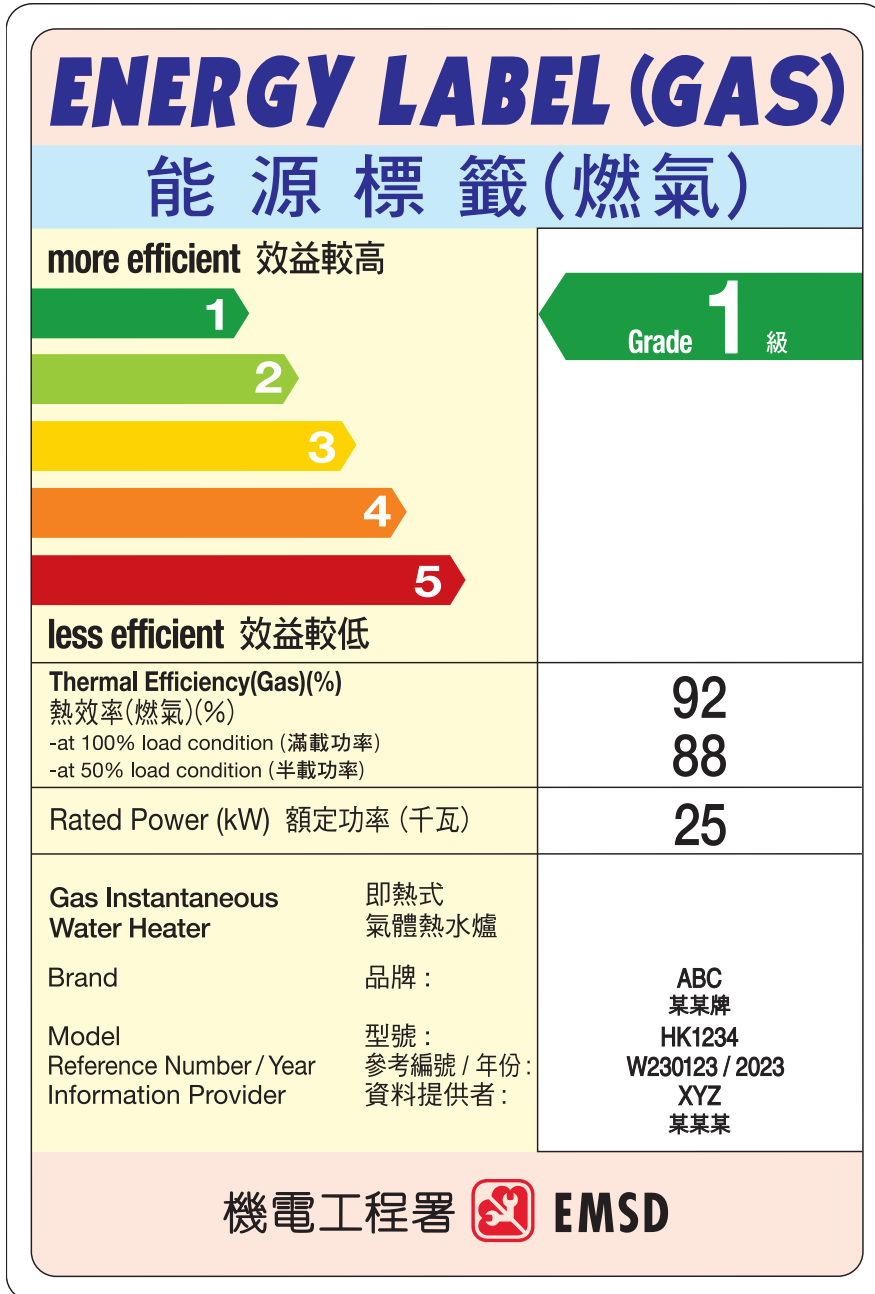 ENERGY LABEL (GAS)
能源標籤(燃氣)
more efficient 效益較高
1
Grade 1 級
2
3
4
5
less efficient 效益較低
Thermal Efficiency(Gas)(%)
熱效率(燃氣)(%)
92
-at 100% load condition (滿載功率)
-at 50% load condition (半載功率)
88
Rated Power (kW) 額定功率 (千瓦) 25
Gas Instantaneous 即熱式
Water Heater 氣體熱水爐
Brand 品牌 : ABC
某某牌
Model 型號 : HK1234
Reference Number / Year 參考編號 / 年份 : W230123 / 2023
Information Provider 資料提供者 : XYZ
某某某
機電工程署 EMSD